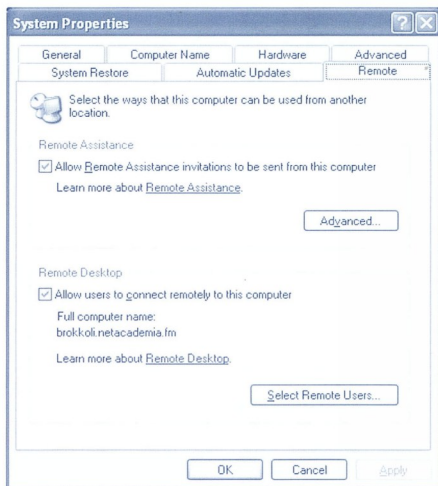 System Properties
General Computer Name Hardware Advanced
System Restore Automatic Updates Remote
Select the ways that this computer can be used from another
location.
Remote Assistance
Allow Remote Assistance invitations to be sent from this computer
Learn more about Remote Assistance.
Advanced...
Remote Desktop
Allow users to connect remotely to this computer
Full computer name:
brokkoli.netacademia.fm
Learn more about Remote Desktop.
Select Remote Users...
OK Cancel Apply